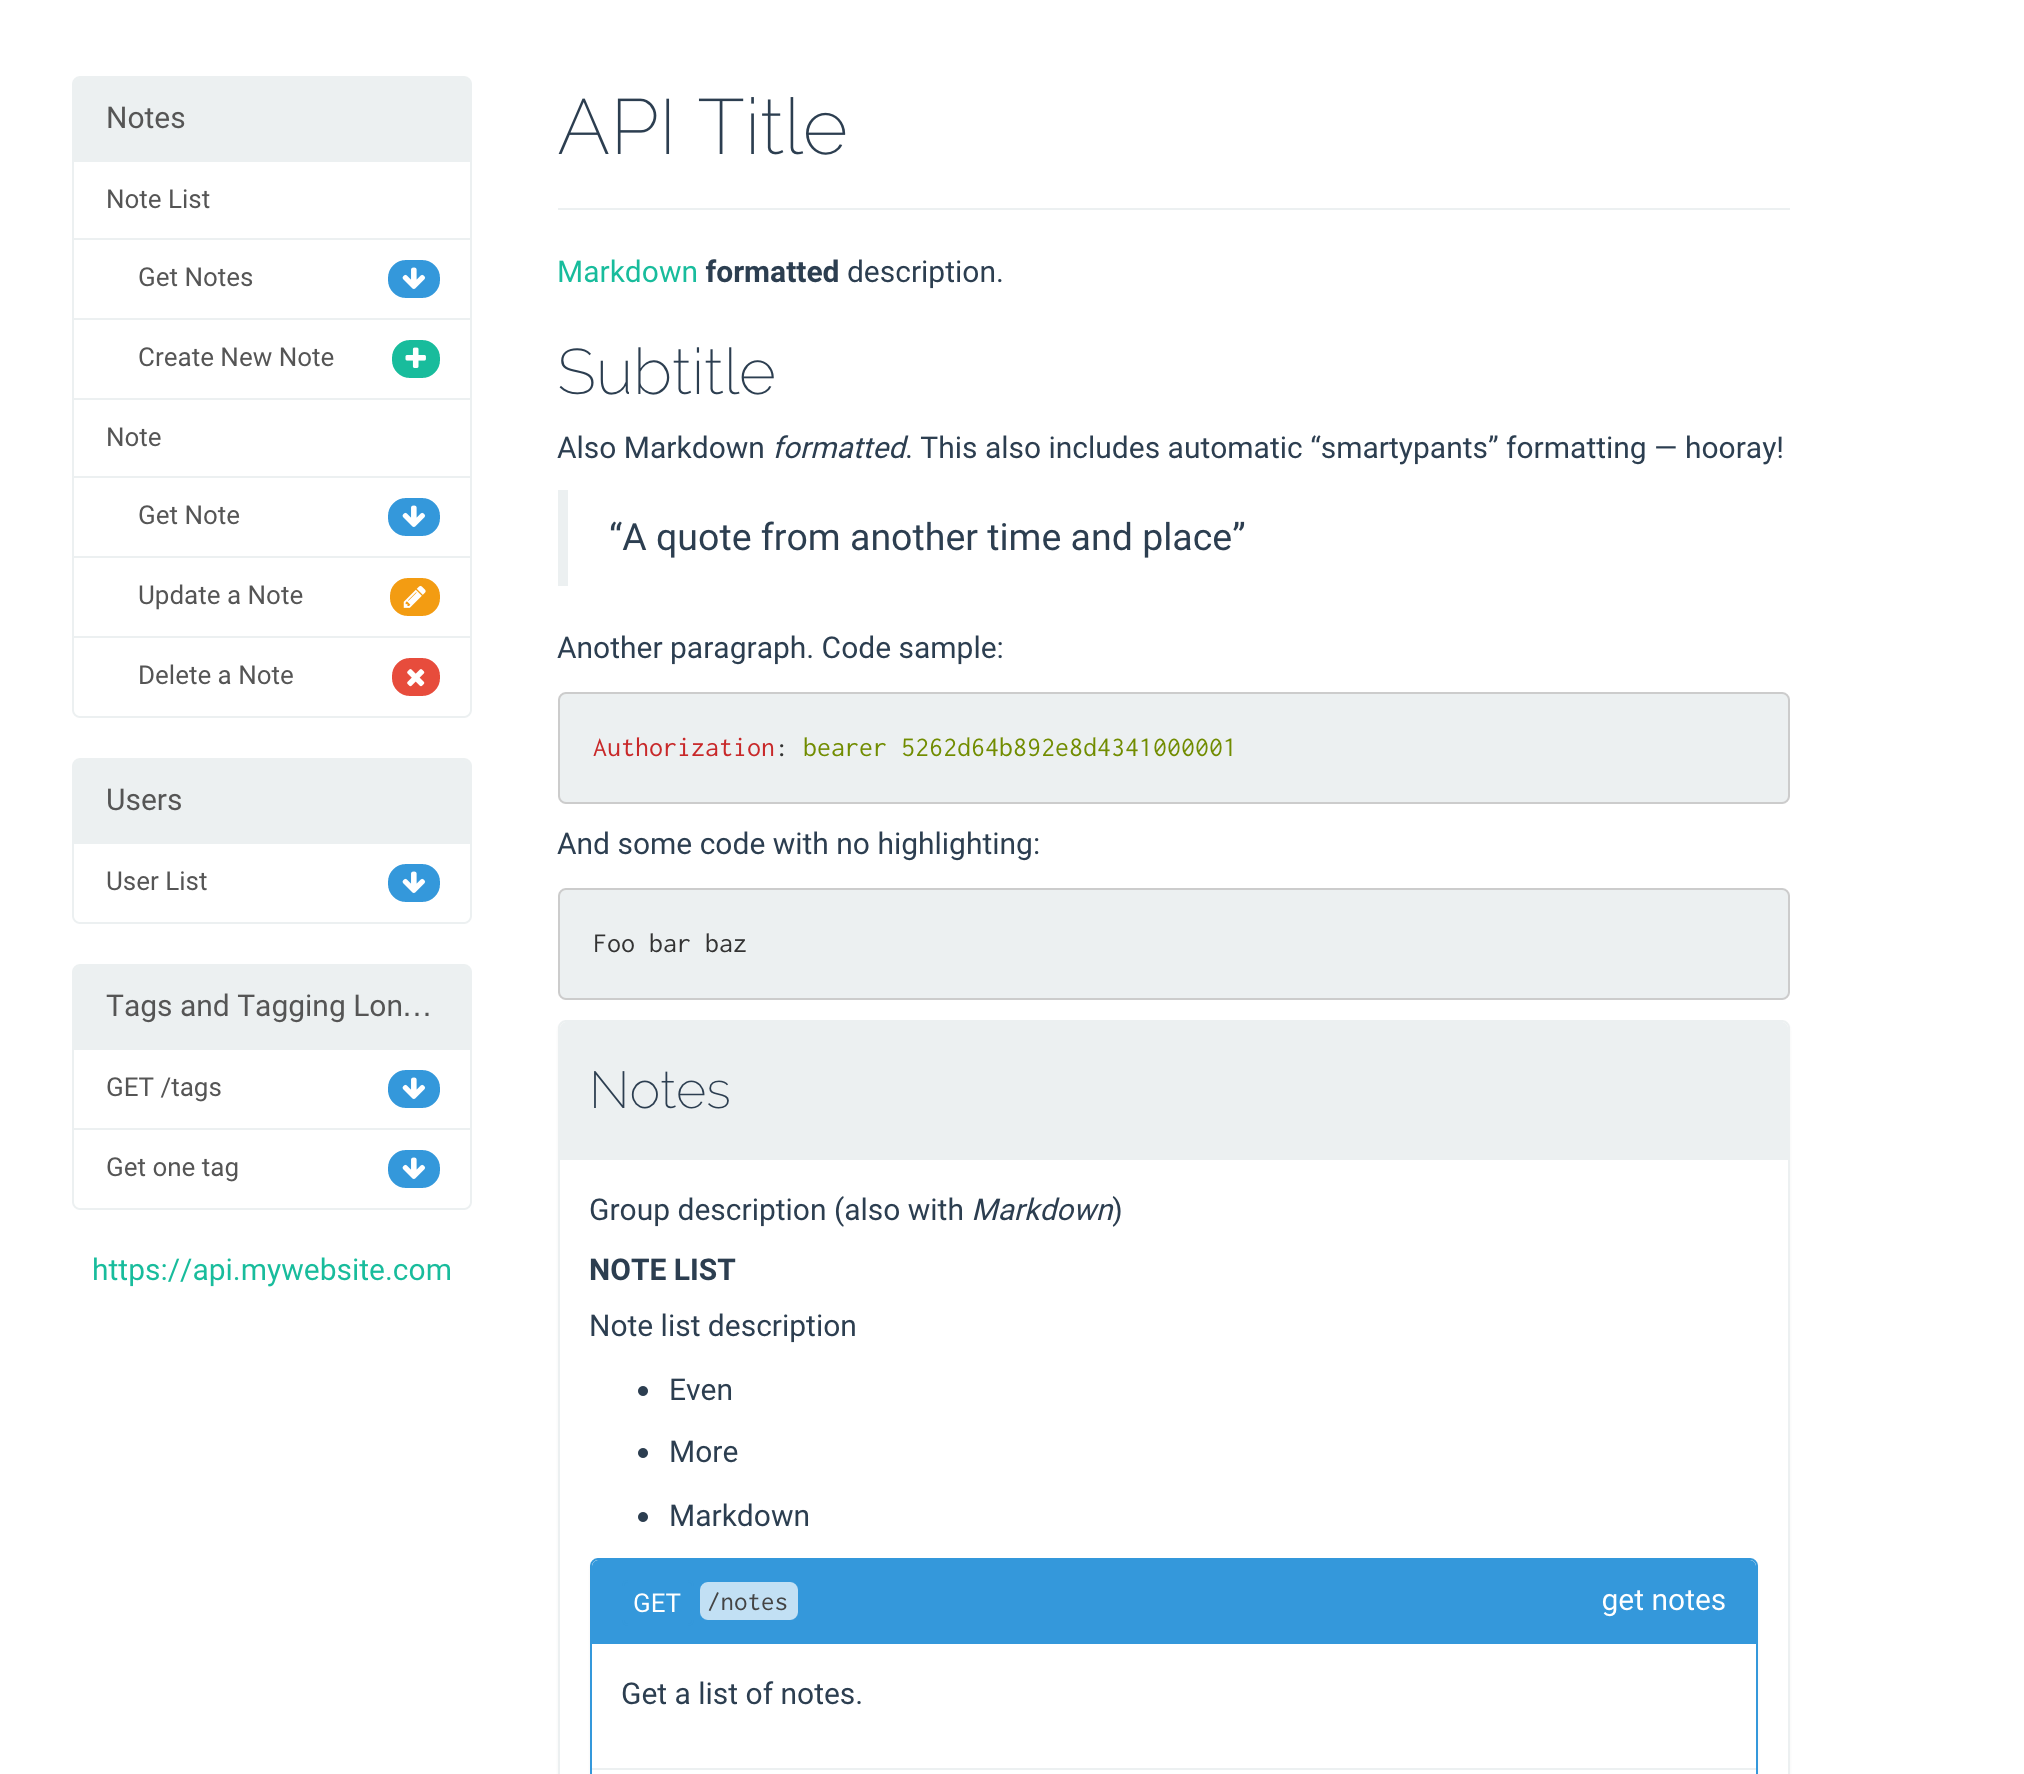 Notes
Note List
Get Notes
Create New Note
Note
Get Note
Update a Note
Delete a Note
Users
User List
Tags and Tagging Lon…
GET /tags
Get one tag
https://api.mywebsite.com
API Title
Markdown formatted description.
Subtitle
Also Markdown formatted. This also includes automatic “smartypants” formatting — hooray!
“A quote from another time and place”
Another paragraph. Code sample:
Authorization: bearer 5262d64b892e8d4341000001
And some code with no highlighting:
Foo bar baz
Notes
Group description (also with Markdown)
NOTE LIST
Note list description
• Even
• More
• Markdown
GET /notes get notes
Get a list of notes.